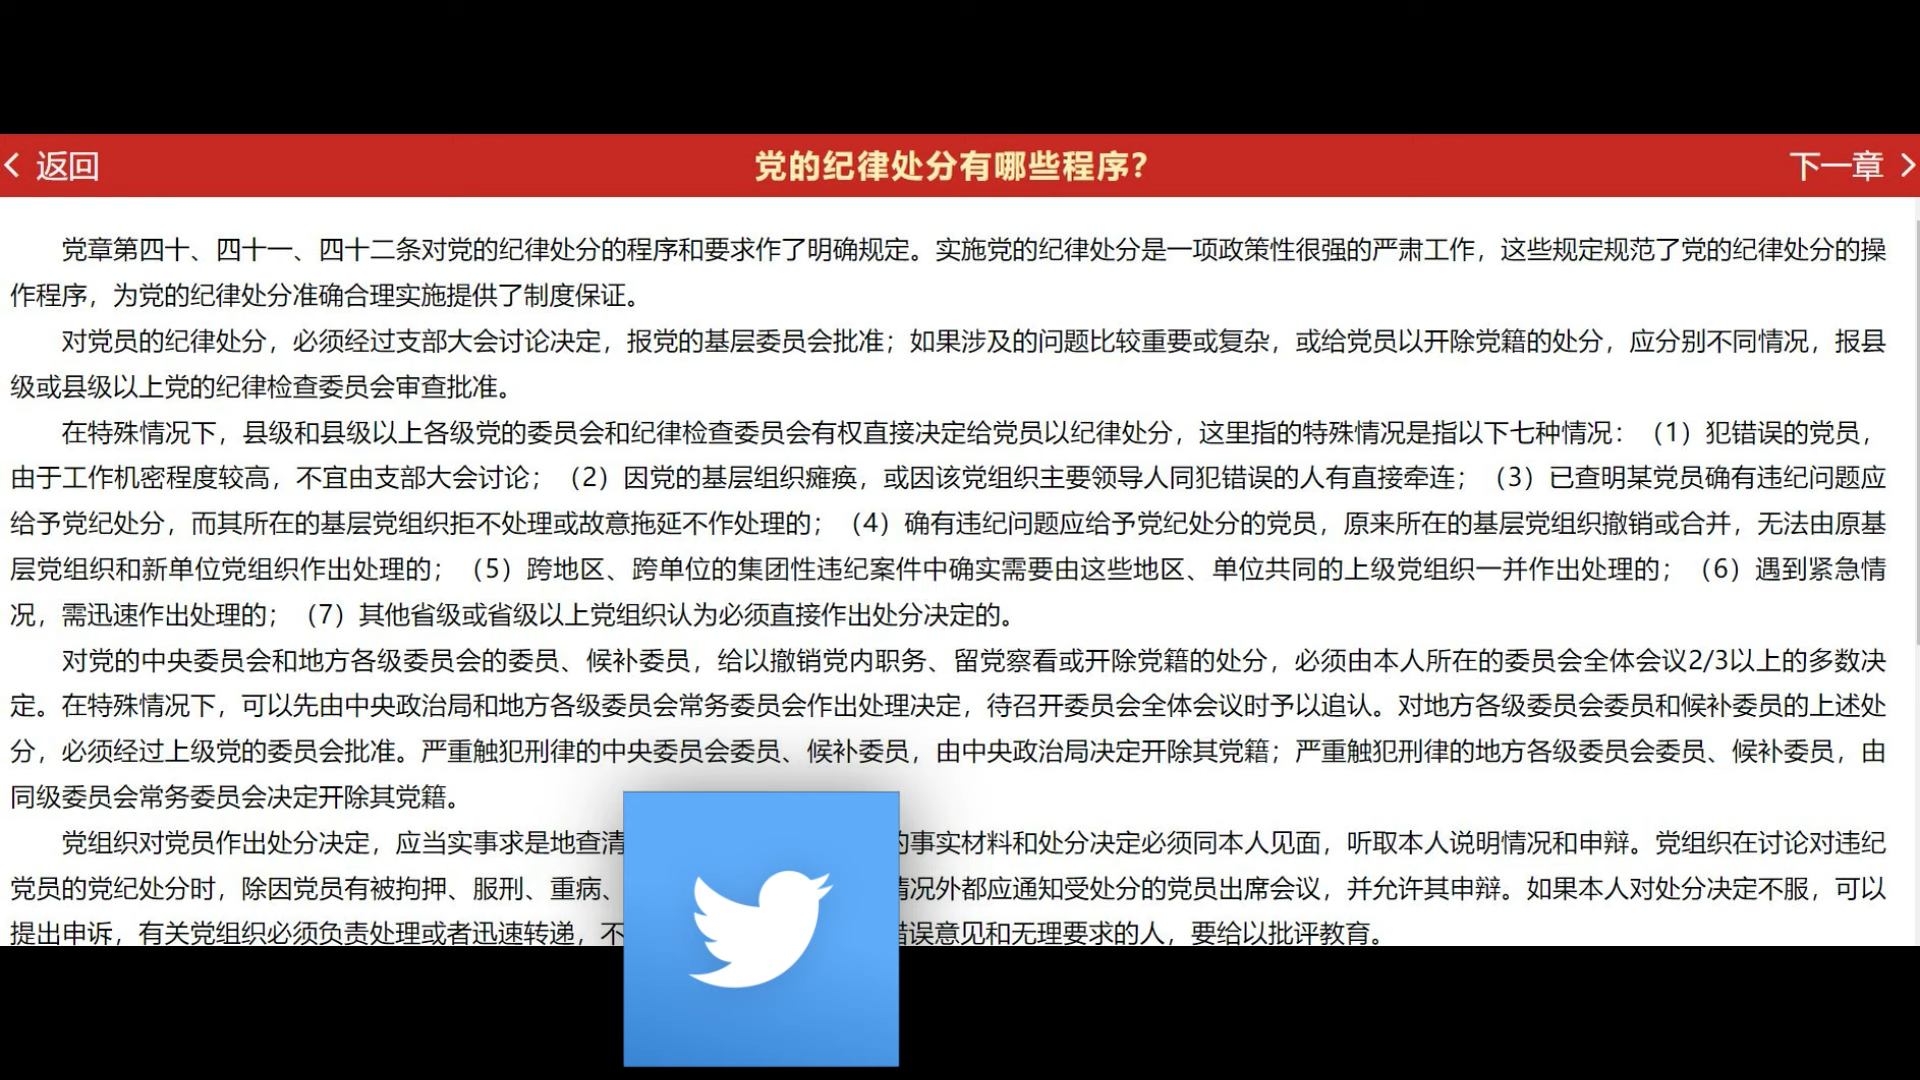 返回
党的纪律处分有哪些程序？
下一章
党章第四十、四十一、四十二条对党的纪律处分的程序和要求作了明确规定。实施党的纪律处分是一项政策性很强的严肃工作，这些规定规范了党的纪律处分的操
作程序，为党的纪律处分准确合理实施提供了制度保证。
对党员的纪律处分，必须经过支部大会讨论决定，报党的基层委员会批准；如果涉及的问题比较重要或复杂，或给党员以开除党籍的处分，应分别不同情况，报县
级或县级以上党的纪律检查委员会审查批准。
在特殊情况下，县级和县级以上各级党的委员会和纪律检查委员会有权直接决定给党员以纪律处分，这里指的特殊情况是指以下七种情况：（1）犯错误的党员，
由于工作机密程度较高，不宜由支部大会讨论；（2）因党的基层组织瘫痪，或因该党组织主要领导人同犯错误的人有直接牵连；（3）已查明某党员确有违纪问题应
给予党纪处分，而其所在的基层党组织拒不处理或故意拖延不作处理的；（4）确有违纪问题应给予党纪处分的党员，原来所在的基层党组织撤销或合并，无法由原基
层党组织和新单位党组织作出处理的；（5）跨地区、跨单位的集团性违纪案件中确实需要由这些地区、单位共同的上级党组织一并作出处理的；（6）遇到紧急情
况，需迅速作出处理的；（7）其他省级或省级以上党组织认为必须直接作出处分决定的。
对党的中央委员会和地方各级委员会的委员、候补委员，给以撤销党内职务、留党察看或开除党籍的处分，必须由本人所在的委员会全体会议2/3以上的多数决
定。在特殊情况下，可以先由中央政治局和地方各级委员会常务委员会作出处理决定，待召开委员会全体会议时予以追认。对地方各级委员会委员和候补委员的上述处
分，必须经过上级党的委员会批准。严重触犯刑律的中央委员会委员、候补委员，由中央政治局决定开除其党籍；严重触犯刑律的地方各级委员会委员、候补委员，由
同级委员会常务委员会决定开除其党籍。
党组织对党员作出处分决定，应当实事求是地查清 的事实材料和处分决定必须同本人见面，听取本人说明情况和申辩。党组织在讨论对违纪
党员的党纪处分时，除因党员有被拘押、服刑、重病、 情况外都应通知受处分的党员出席会议，并允许其申辩。如果本人对处分决定不服，可以
提出申诉，有关党组织必须负责处理或者迅速转递，不 错误意见和无理要求的人，要给以批评教育。